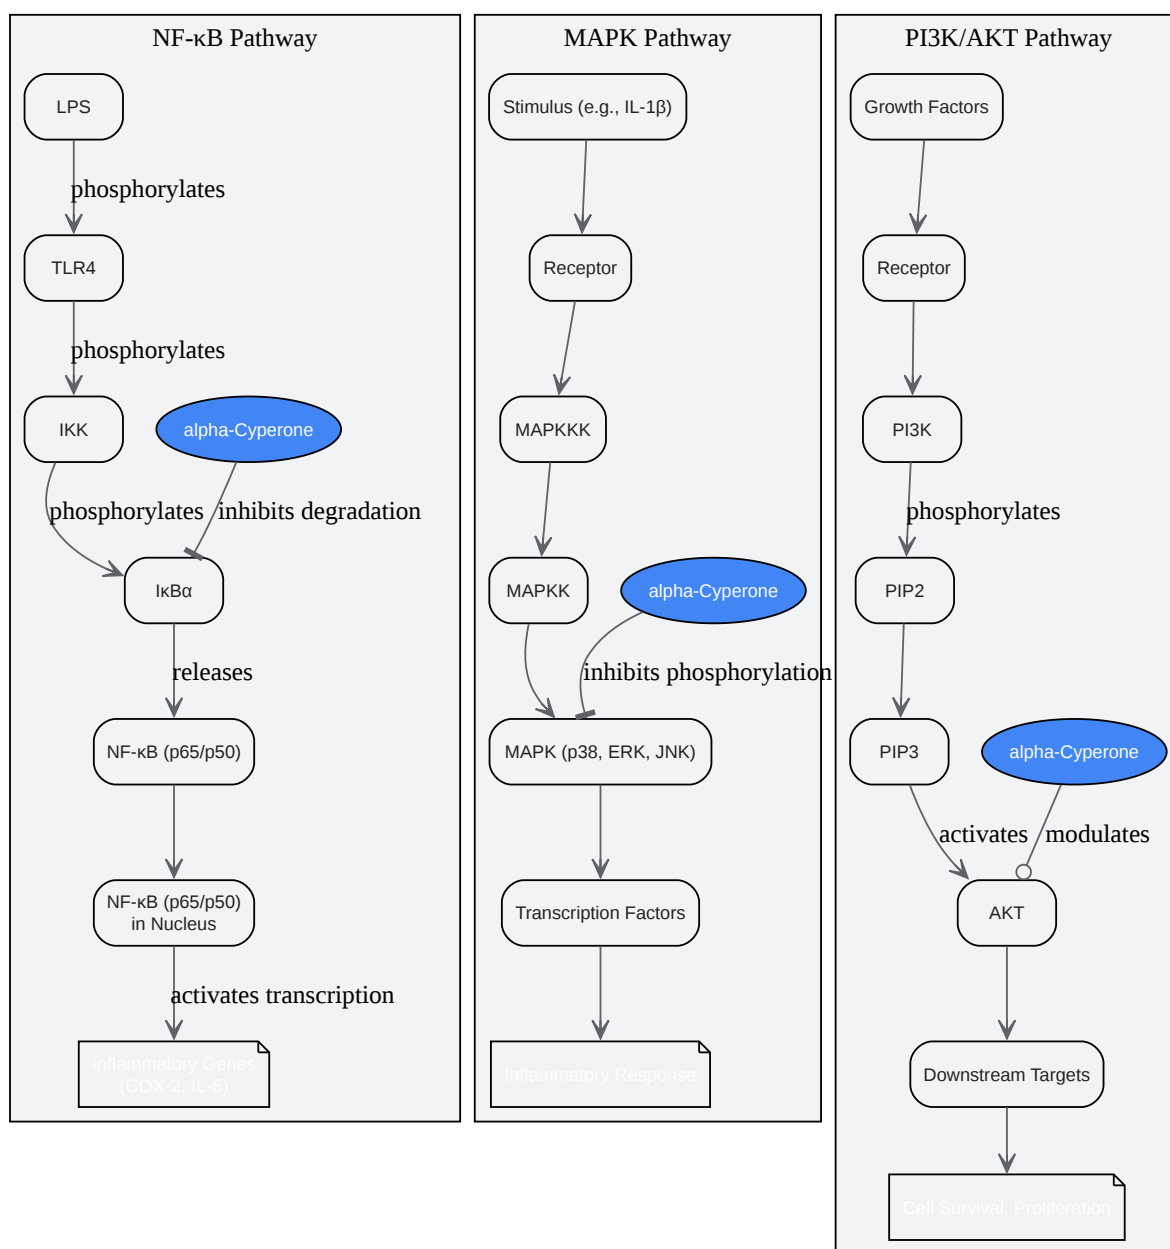 NF-κB Pathway
LPS
phosphorylates
TLR4
phosphorylates
IKK
alpha-Cyperone
phosphorylates
inhibits degradation
IκBα
releases
NF-κB (p65/p50)
NF-κB (p65/p50)
in Nucleus
activates transcription
Inflammatory Genes
(COX-2, IL-6)
MAPK Pathway
Stimulus (e.g., IL-1β)
Receptor
MAPKKK
MAPKK
alpha-Cyperone
inhibits phosphorylation
MAPK (p38, ERK, JNK)
Transcription Factors
Inflammatory Response
PI3K/AKT Pathway
Growth Factors
Receptor
PI3K
phosphorylates
PIP2
PIP3
alpha-Cyperone
activates
modulates
AKT
Downstream Targets
Cell Survival, Proliferation